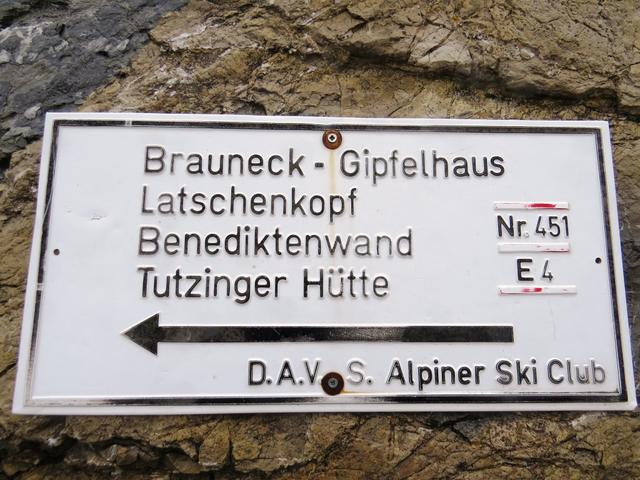 Brauneck - Gipfelhaus
Latschenkopf
Benediktenwand
Tutzinger Hütte
Nr. 451
E 4
D.A.V. S. Alpiner Ski Club